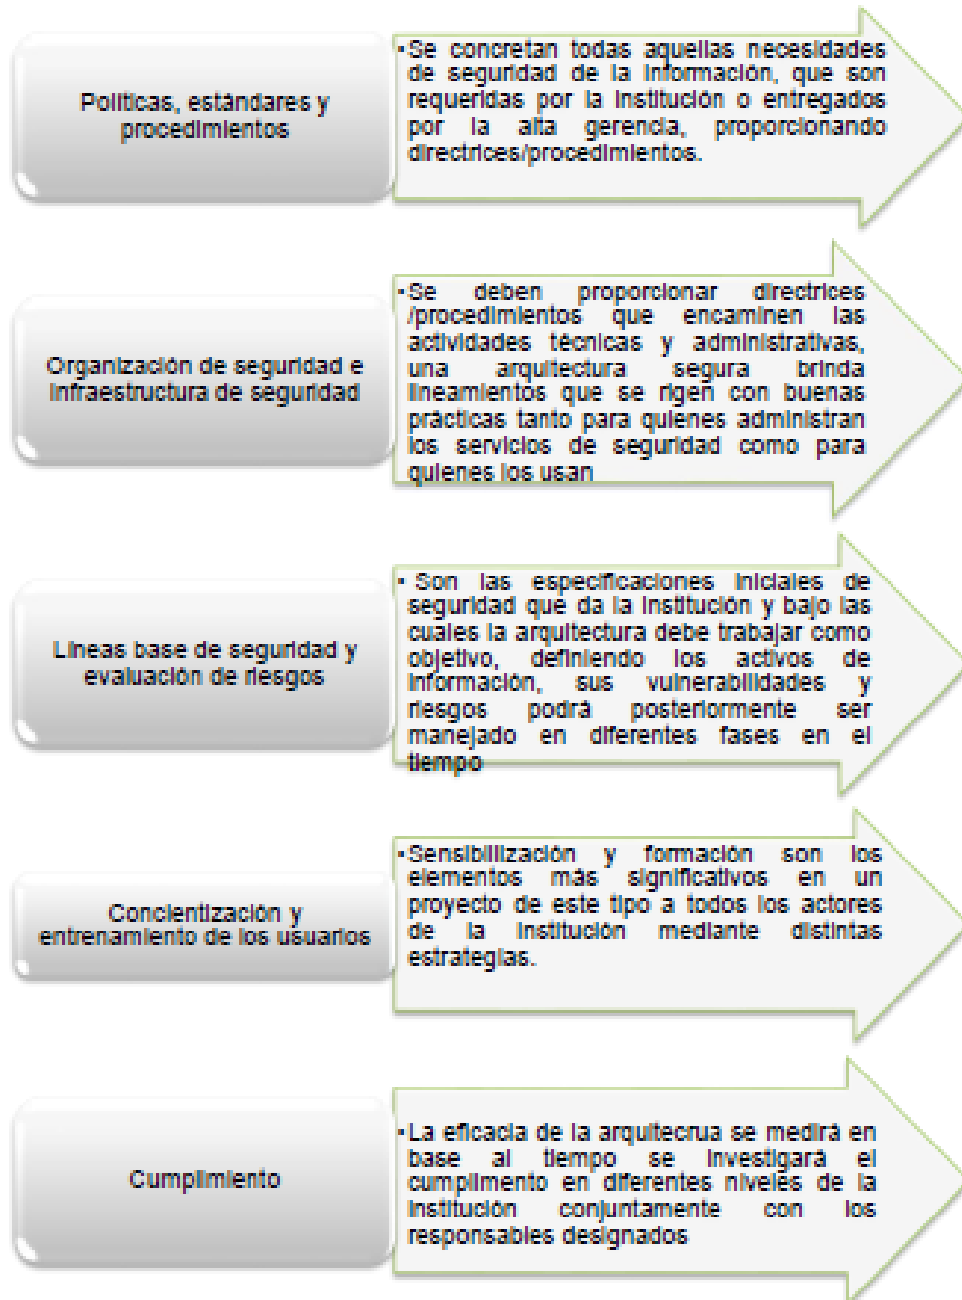 Políticas, estándares y
procedimientos
•Se concretan todas aquellas necesidades
de seguridad de la información, que son
requeridas por la institución o entregados
por la alta gerencia, proporcionando
directrices/procedimientos.
Organización de seguridad e
infraestructura de seguridad
•Se deben proporcionar directrices
/procedimientos que encaminen las
actividades técnicas y administrativas,
una arquitectura segura brinda
lineamientos que se rigen con buenas
prácticas tanto para quienes administran
los servicios de seguridad como para
quienes los usan
Líneas base de seguridad y
evaluación de riesgos
• Son las especificaciones iniciales de
seguridad que da la institución y bajo las
cuales la arquitectura debe trabajar como
objetivo, definiendo los activos de
información, sus vulnerabilidades y
riesgos podrá posteriormente ser
manejado en diferentes fases en el
tiempo
Concientización y
entrenamiento de los usuarios
•Sensibillización y formación son los
elementos más significativos en un
proyecto de este tipo a todos los actores
de la institución mediante distintas
estrategias.
Cumplimiento
•La eficacia de la arquitecrua se medirá en
base al tiempo se investigará el
cumplimento en diferentes niveles de la
institución conjuntamente con los
responsables designados